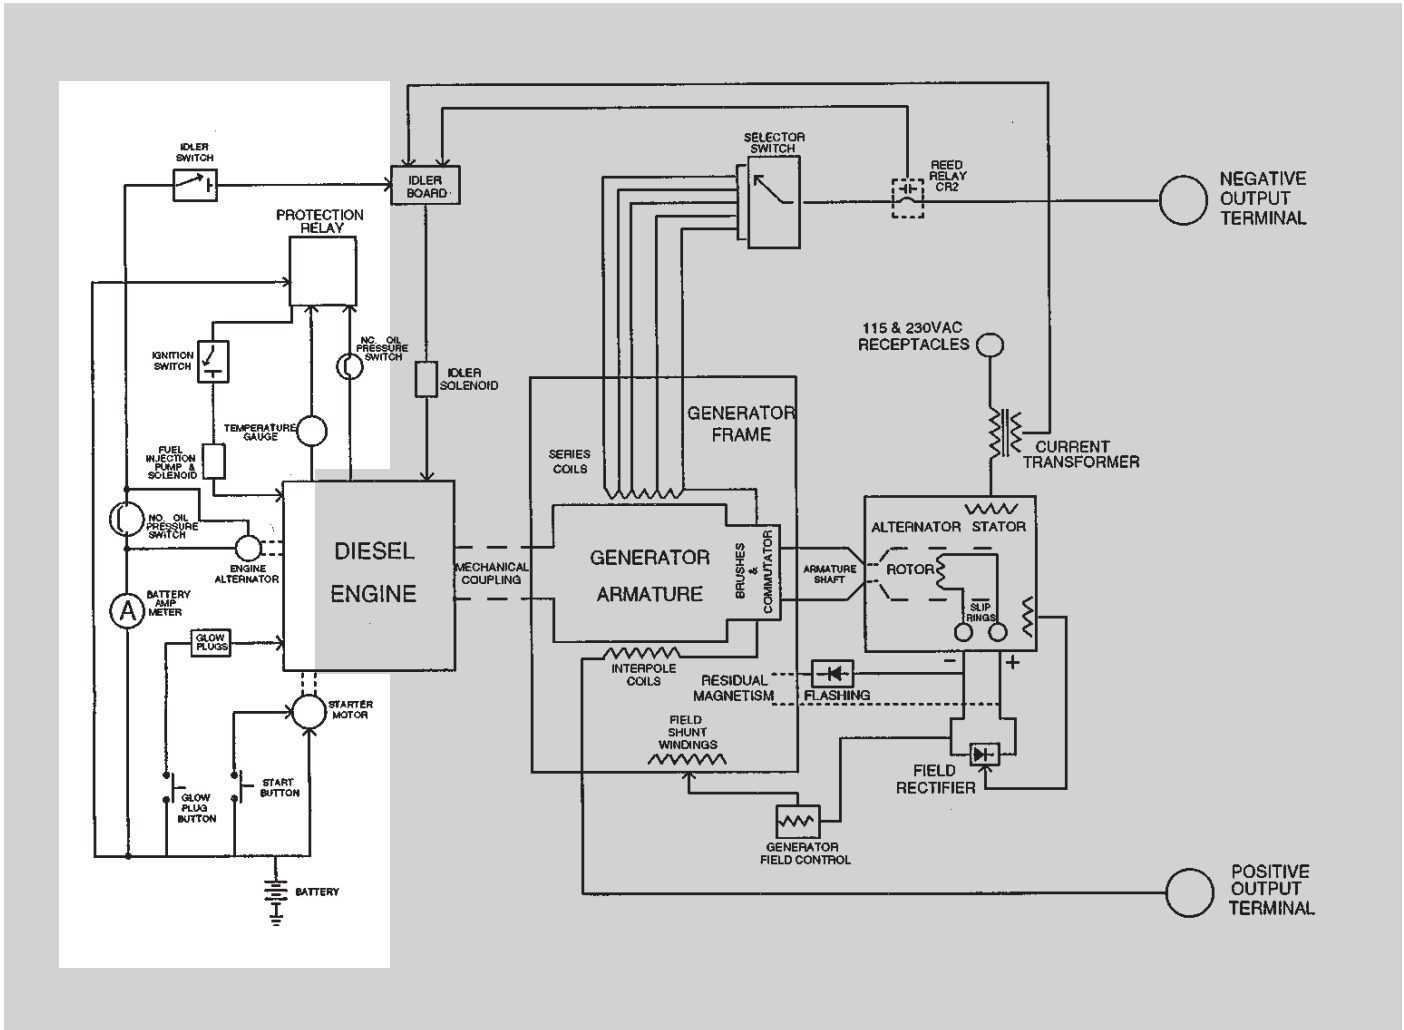 IDLER
SWITCH
IDLER
BOARD
PROTECTION
RELAY
SELECTOR
SWITCH
REED
RELAY
CR2
NEGATIVE
OUTPUT
TERMINAL
IGNITION
SWITCH
NO. OIL
PRESSURE
SWITCH
IDLER
SOLENOID
115 & 230VAC
RECEPTACLES
TEMPERATURE
GAUGE
FUEL
INJECTION
PUMP &
SOLENOID
GENERATOR
FRAME
SERIES
COILS
CURRENT
TRANSFORMER
NO. OIL
PRESSURE
SWITCH
ENGINE
ALTERNATOR
DIESEL
ENGINE
MECHANICAL
COUPLING
GENERATOR
ARMATURE
BRUSHES
&
COMMUTATOR
ARMATURE
SHAFT
ALTERNATOR STATOR
ROTOR
SLIP
RINGS
A
BATTERY
AMP
METER
GLOW
PLUGS
INTERPOLE
COILS
RESIDUAL
MAGNETISM
FLASHING
- +
STARTER
MOTOR
FIELD
SHUNT
WINDINGS
FIELD
RECTIFIER
GLOW
PLUG
BUTTON
START
BUTTON
GENERATOR
FIELD CONTROL
BATTERY
POSITIVE
OUTPUT
TERMINAL